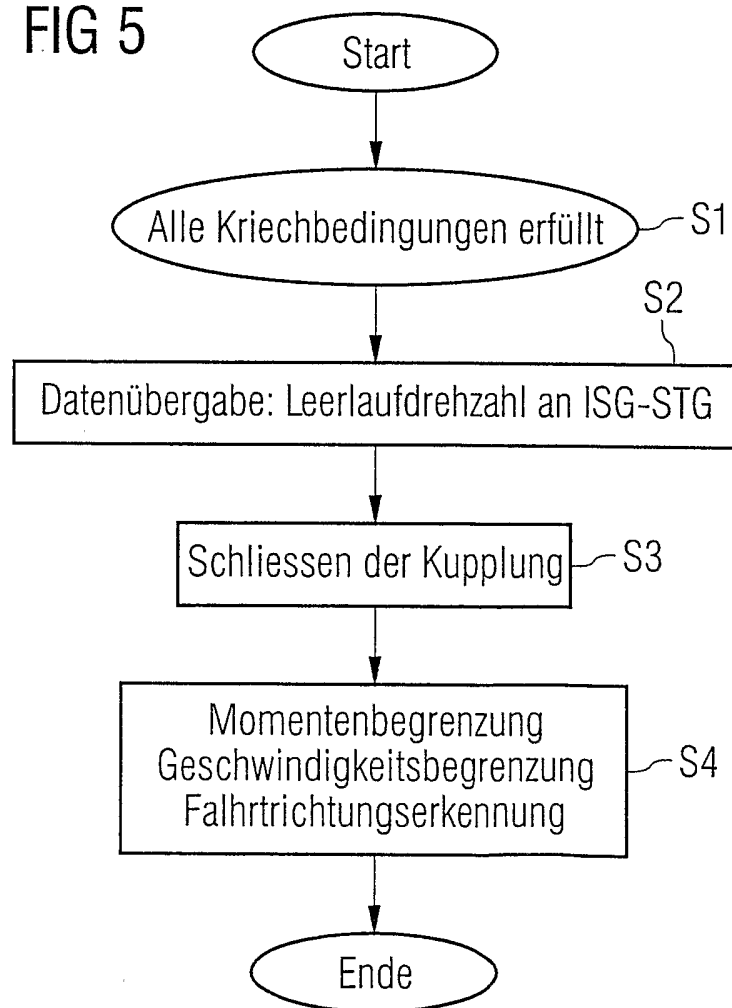 FIG 5
Start
Alle Kriechbedingungen erfüllt
S1
S2
Datenübergabe: Leerlaufdrehzahl an ISG-STG
Schliessen der Kupplung
S3
Momentenbegrenzung
Geschwindigkeitsbegrenzung
Falhrtrichtungserkennung
S4
Ende